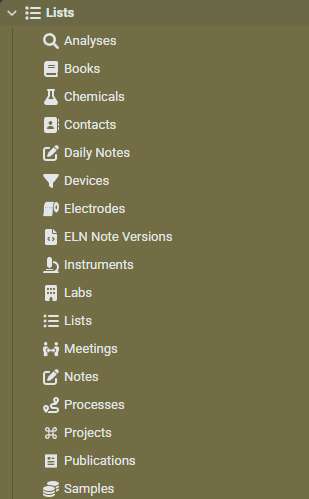 Lists
Analyses
Books
Chemicals
Contacts
Daily Notes
Devices
Electrodes
ELN Note Versions
Instruments
Labs
Lists
Meetings
Notes
Processes
Projects
Publications
Samples